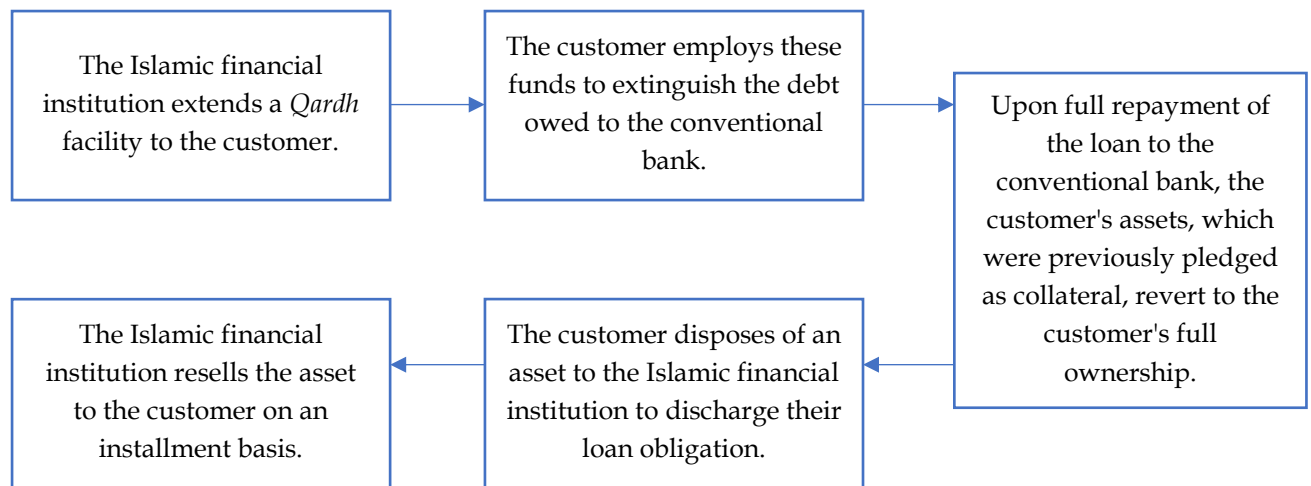 The Islamic financial
institution extends a Qardh
facility to the customer.
The customer employs these
funds to extinguish the debt
owed to the conventional
bank.
Upon full repayment of
the loan to the
conventional bank, the
customer's assets, which
were previously pledged
as collateral, revert to the
customer's full
ownership.
The customer disposes of an
asset to the Islamic financial
institution to discharge their
loan obligation.
The Islamic financial
institution resells the asset
to the customer on an
installment basis.